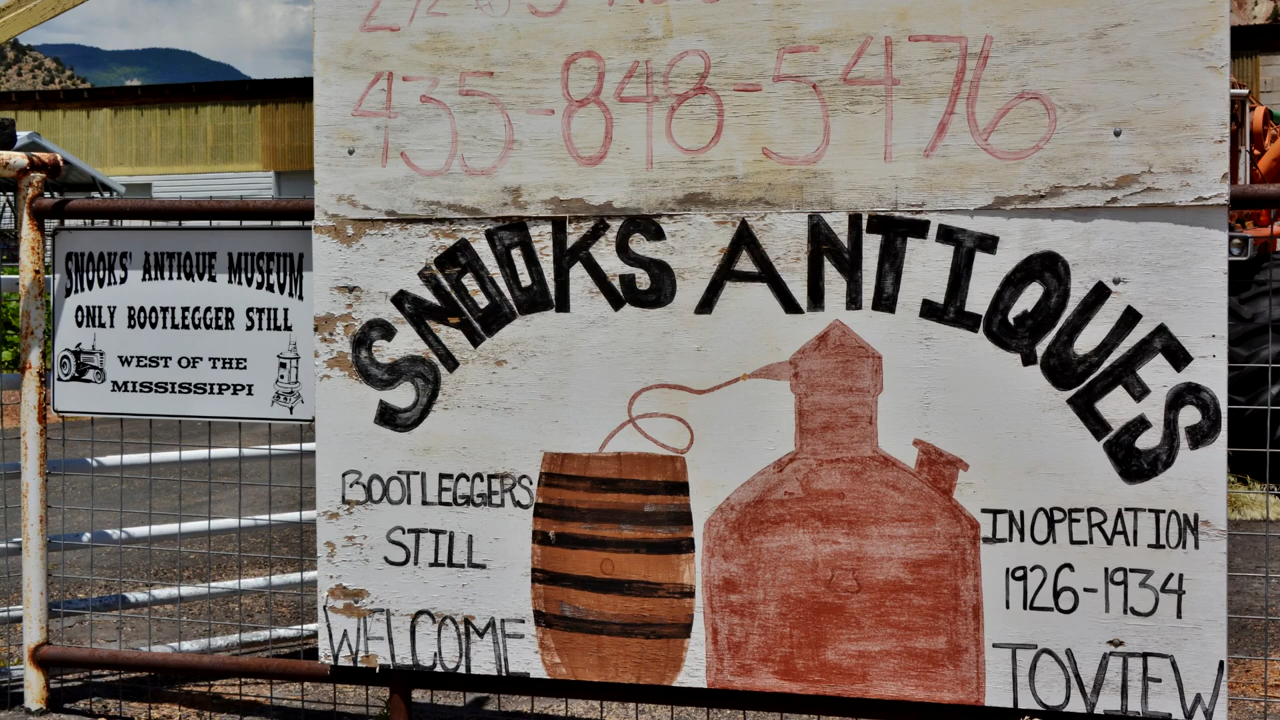 435-848-5476
SNOOKS ANTIQUES
BOOTLEGGERS
STILL
WELCOME
IN OPERATION
1926-1934
TO VIEW
SNOOKS' ANTIQUE MUSEUM
ONLY BOOTLEGGER STILL
WEST OF THE
MISSISSIPPI